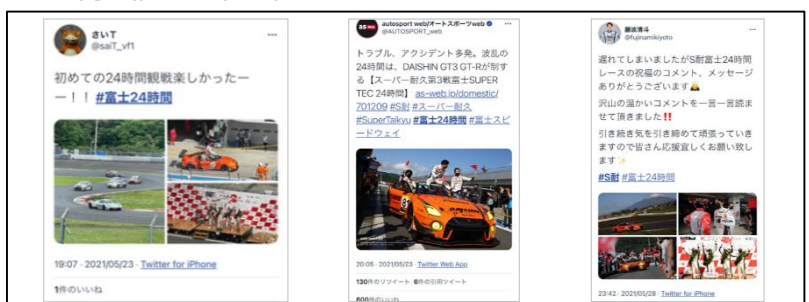 さいT
@saiT_vf1
初めての24時間観戦楽しかったー
ー！！ #富士24時間
19:07 · 2021/05/23 · Twitter for iPhone
1件のいいね
autosport web/オートスポーツweb
@AUTOSPORT_web
トラブル、アクシデント多発。波乱の
24時間は、DAISHIN GT3 GT-Rが制す
る【スーパー耐久第3戦富士SUPER
TEC 24時間】 as-web.jp/domestic/
701209 #S耐 #スーパー耐久
#SuperTaikyu #富士24時間 #富士スピ
ードウェイ
20:05 · 2021/05/23 · Twitter Web App
130件のリツイート 6件の引用ツイート
600件のいいね
藤波清斗
@fujinamikiyoto
遅れてしまいましたがS耐富士24時間
レースの祝福のコメント、メッセージ
ありがとうございます🙇
沢山の温かいコメントを一言一言読ま
せて頂きました‼️
引き続き気を引き締めて頑張っていき
ますので皆さん応援宜しくお願い致し
ます✨
#S耐 #富士24時間
23:42 · 2021/05/28 · Twitter for iPhone